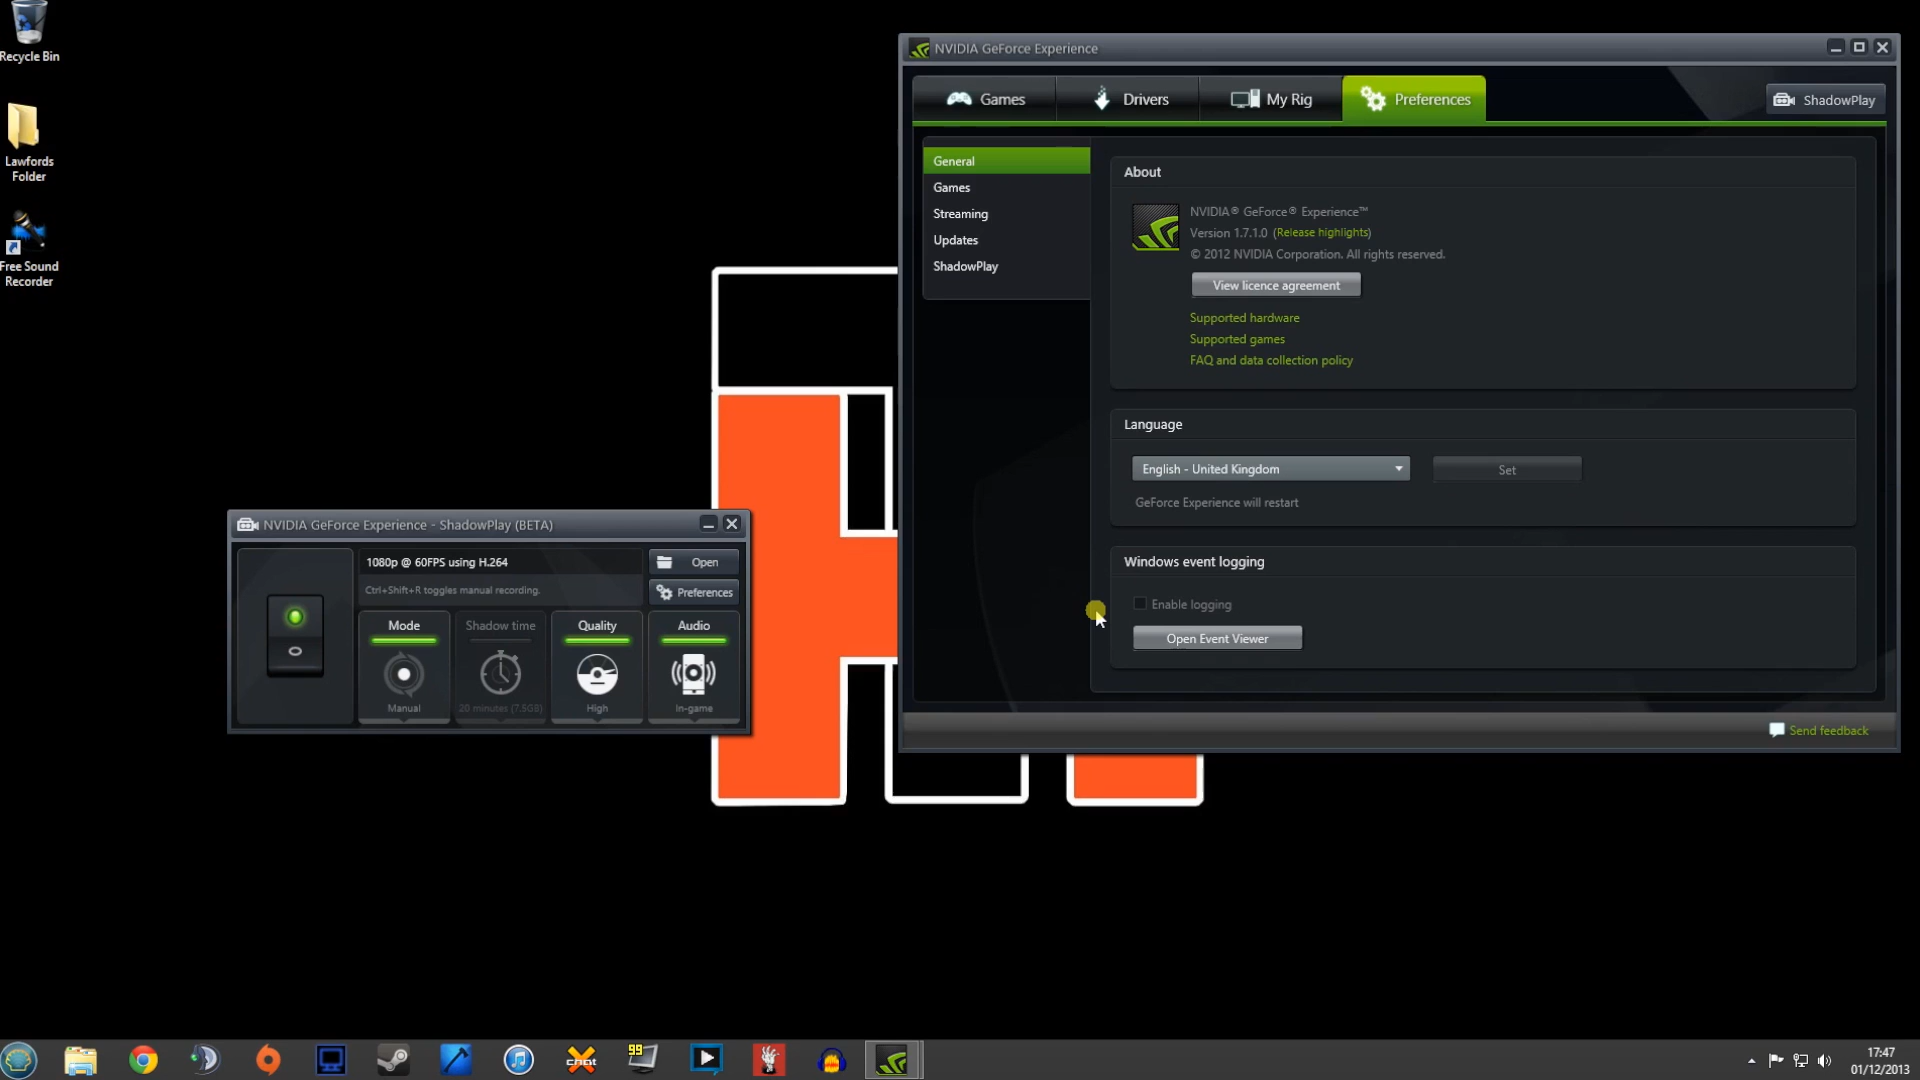 Recycle Bin
Lawfords
Folder
Free Sound
Recorder
NVIDIA GeForce Experience
Games
Drivers
My Rig
Preferences
ShadowPlay
General
Games
Streaming
Updates
ShadowPlay
About
NVIDIA® GeForce® Experience™
Version 1.7.1.0 (Release highlights)
© 2012 NVIDIA Corporation. All rights reserved.
View licence agreement
Supported hardware
Supported games
FAQ and data collection policy
Language
English - United Kingdom
Set
GeForce Experience will restart
Windows event logging
Enable logging
Open Event Viewer
Send feedback
NVIDIA GeForce Experience - ShadowPlay (BETA)
1080p @ 60FPS using H.264
Open
Ctrl+Shift+R toggles manual recording.
Preferences
Mode
Shadow time
Quality
Audio
Manual
20 minutes (7.5GB)
High
In-game
chat
99
17:47
01/12/2013